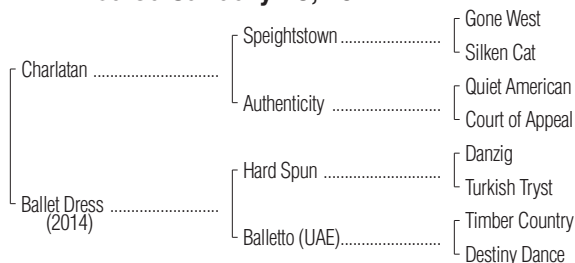 Gone West
Speightstown
Silken Cat
Charlatan
Quiet American
Authenticity
Court of Appeal
Danzig
Hard Spun
Turkish Tryst
Ballet Dress
(2014)
Timber Country
Balletto (UAE)
Destiny Dance